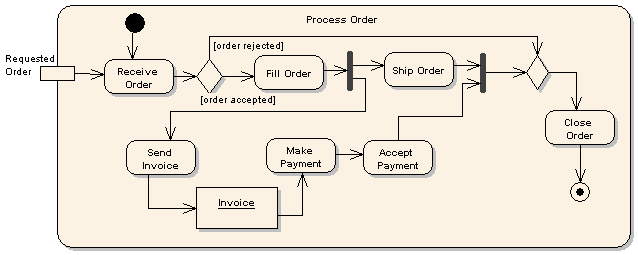 Process Order
[order rejected]
Requested
Order
Receive
Order
Fill Order
Ship Order
[order accepted]
Close
Order
Send
Invoice
Make
Payment
Accept
Payment
Invoice